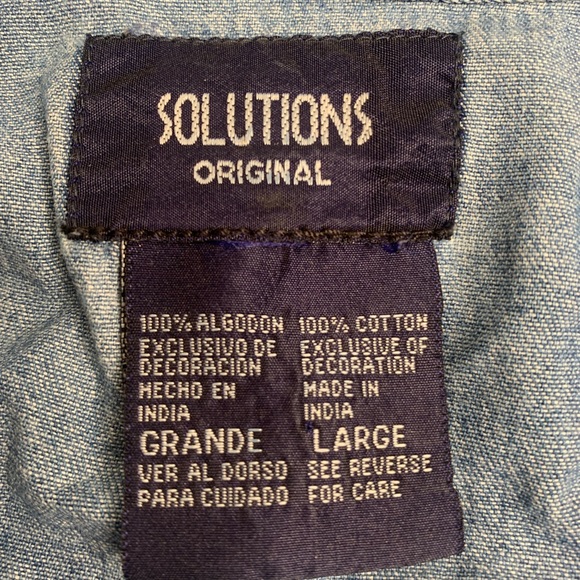 SOLUTIONS
ORIGINAL
100% ALGODON
EXCLUSIVO DE
DECORACIÓN
HECHO EN
INDIA
GRANDE
VER AL DORSO
PARA CUIDADO
100% COTTON
EXCLUSIVE OF
DECORATION
MADE IN
INDIA
LARGE
SEE REVERSE
FOR CARE